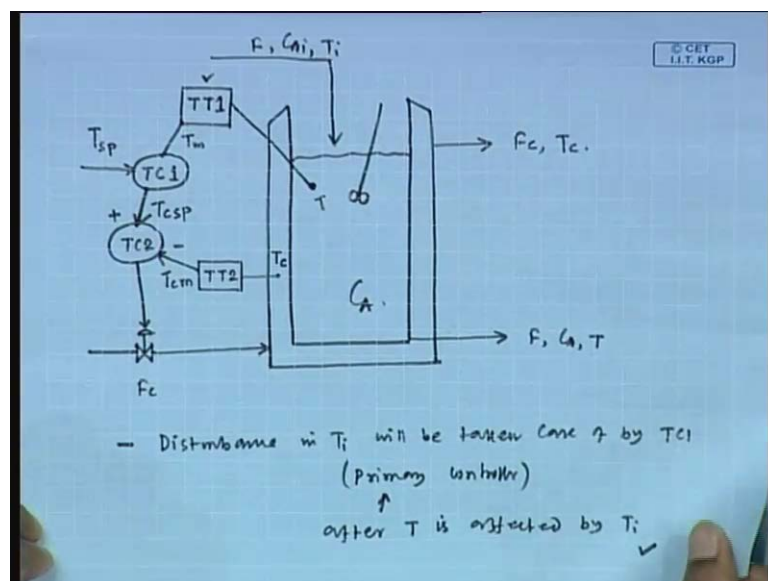 F, CAi, Ti
© CET
I.I.T. KGP
TT1
Tsp
Tm
TC1
Fc, Tc.
T
+ Tcsp
TC2 -
Tc
Tcm
TT2
CA.
F, CA, T
Fc
- Disturbance in Ti will be taken care of by TC1
(primary controller)
after T is affected by Ti